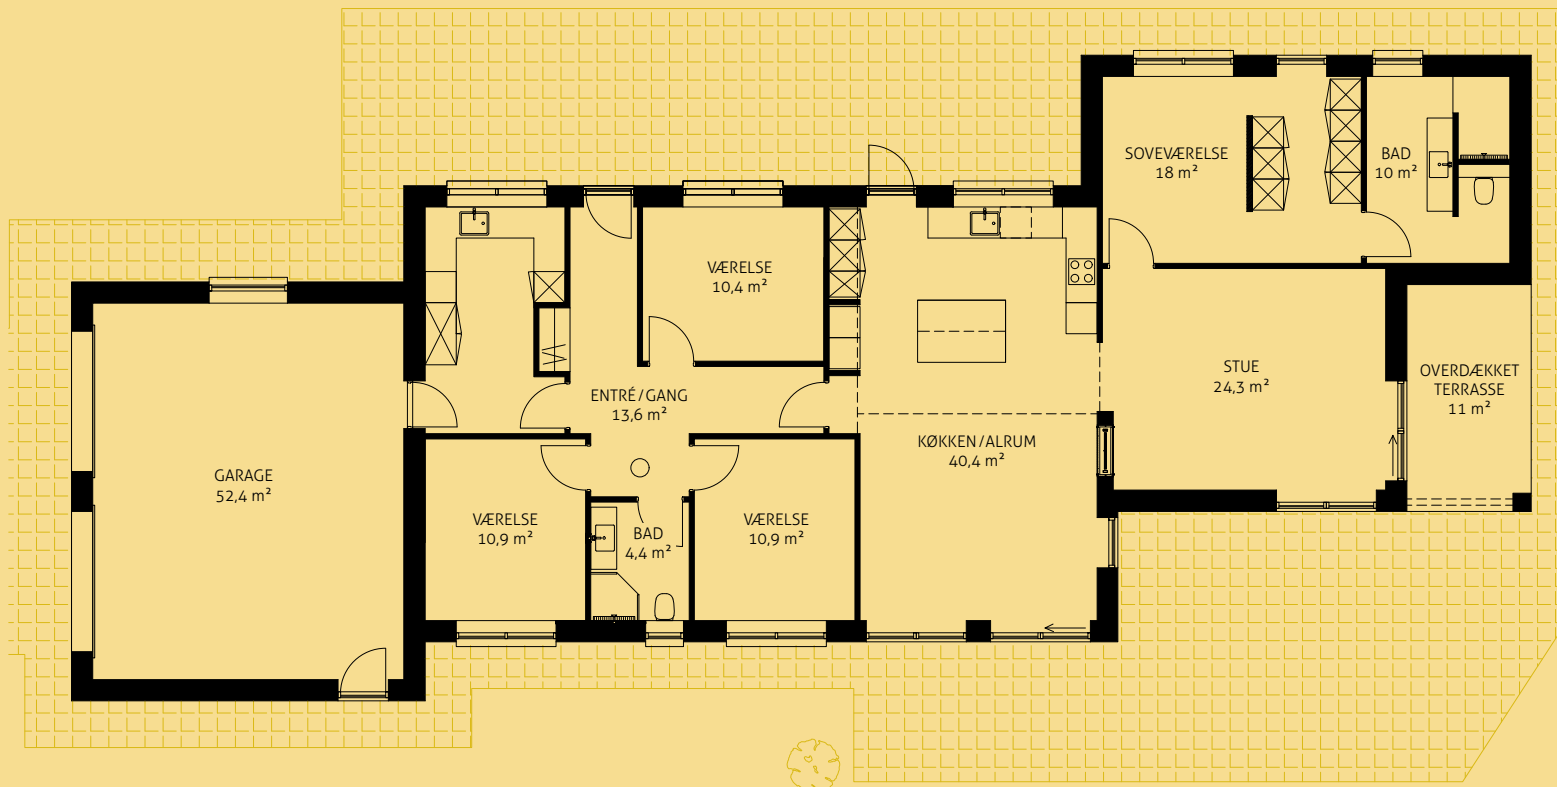 SOVEVÆRELSE
18 m²
BAD
10 m²
VÆRELSE
10,4 m²
STUE
24,3 m²
OVERDÆKKET
TERRASSE
11 m²
ENTRÉ/GANG
13,6 m²
KØKKEN/ALRUM
40,4 m²
GARAGE
52,4 m²
VÆRELSE
10,9 m²
BAD
4,4 m²
VÆRELSE
10,9 m²